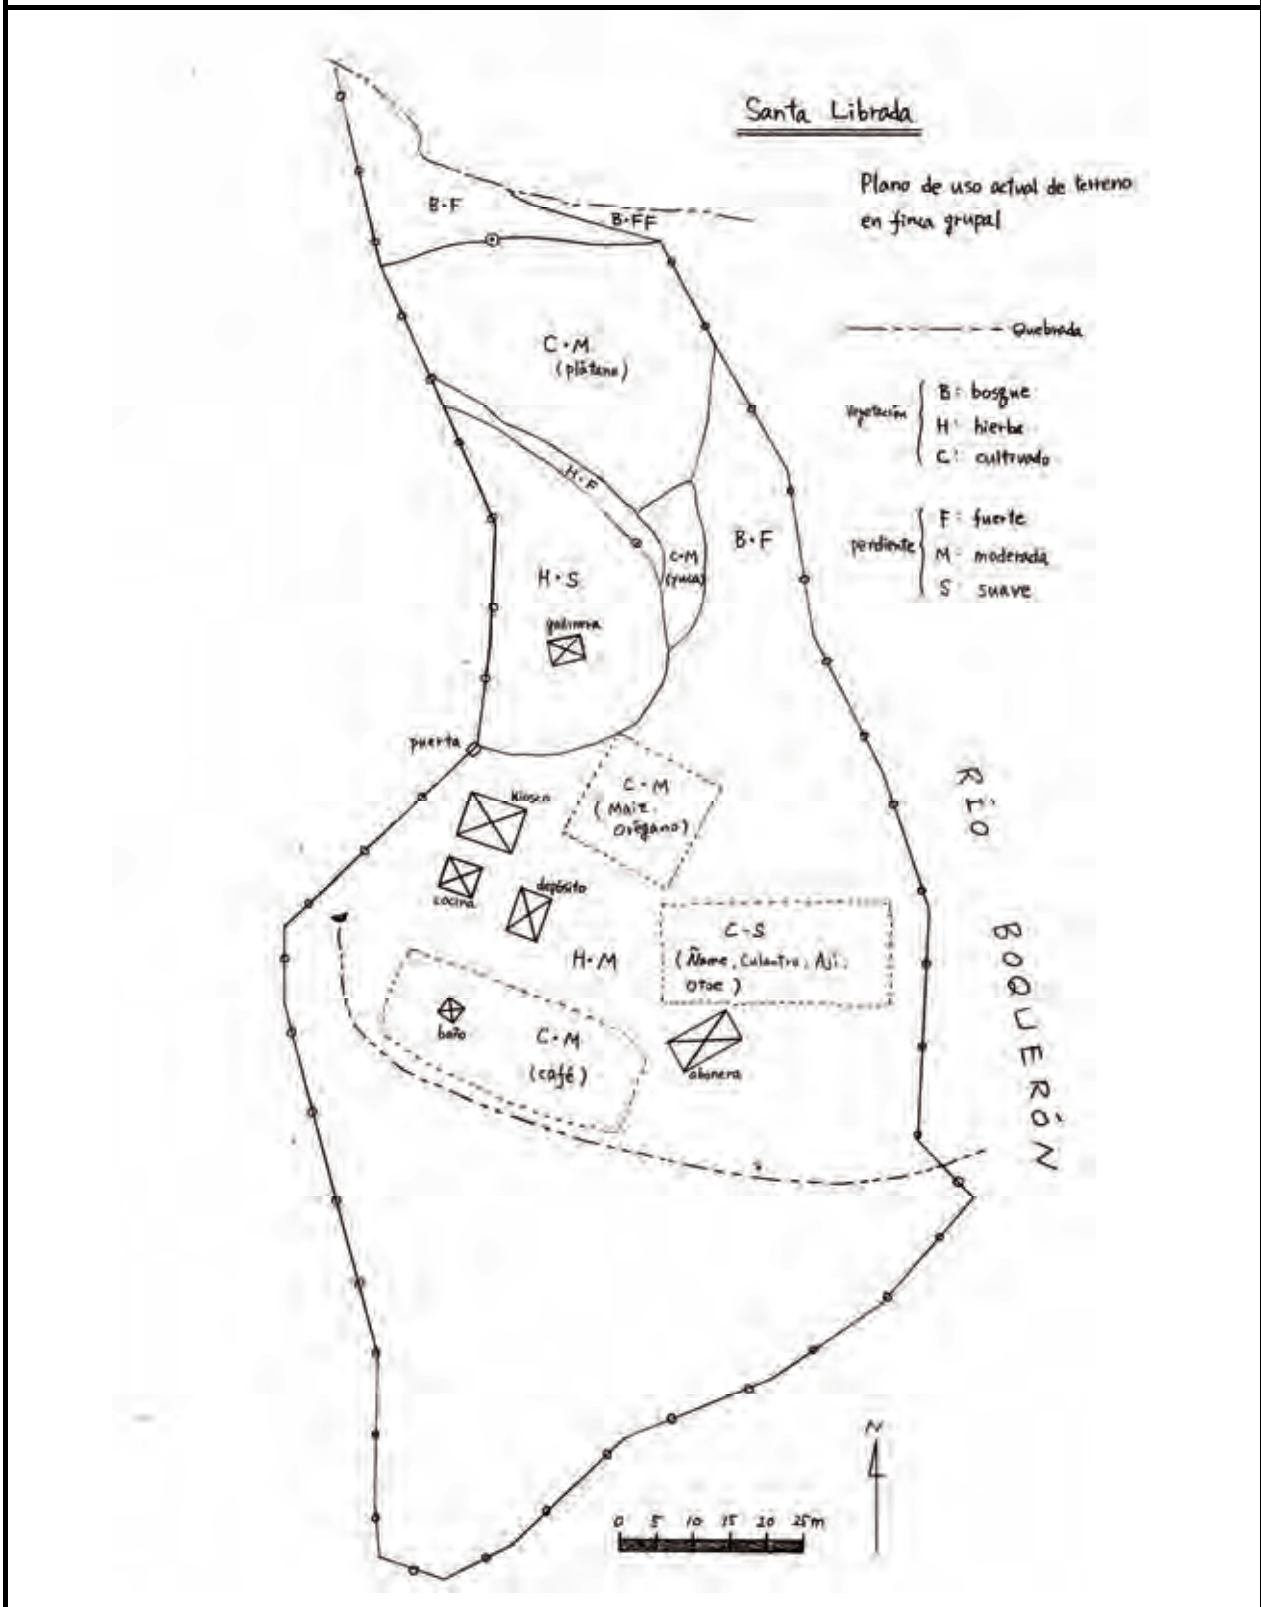 Santa Librada
Plano de uso actual de terreno
en finca grupal
Quebrada
Vegetación
B: bosque
H: hierba
C: cultivado
pendiente
F: fuerte
M: moderada
S: suave
B·F
B·FF
C·M
(plátano)
H·F
C·M
(yuca)
B·F
H·S
galinera
puerta
C·M
(Maiz.
Orégano)
kiosco
cocina
depósito
C-S
(Ñame, Culantro, Aji,
Otoe)
H·M
baño
C·M
(café)
abonera
RÍO
BOQUERÓN
N
0 5 10 15 20 25m